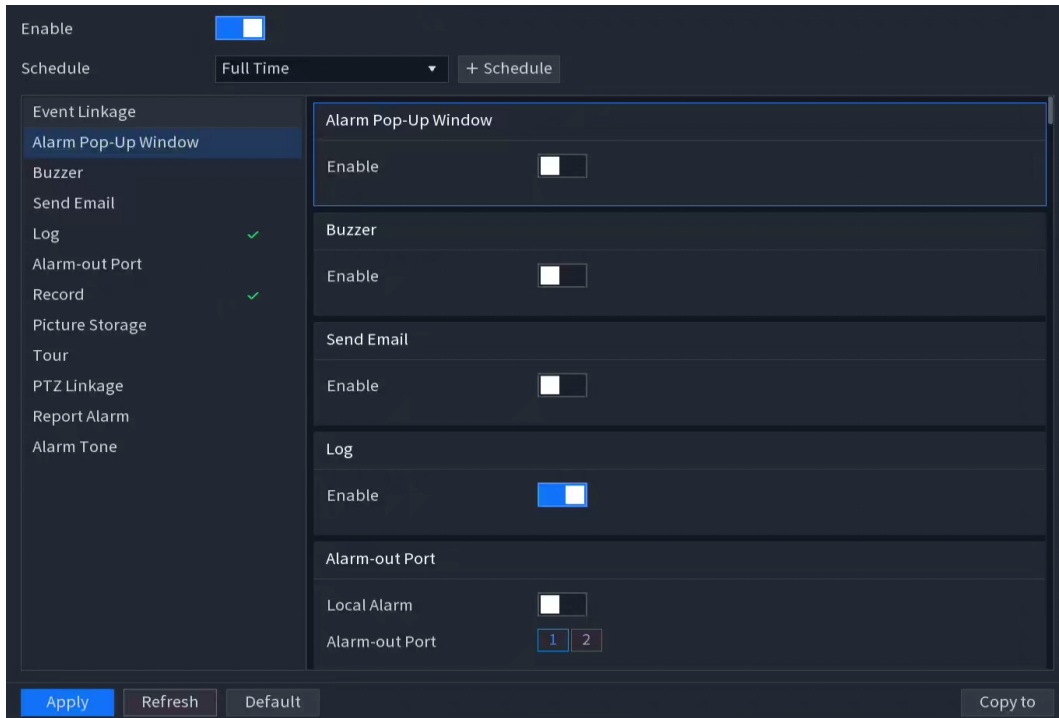 Enable
Schedule Full Time + Schedule
Event Linkage
Alarm Pop-Up Window
Buzzer
Send Email
Log
Alarm-out Port
Record
Picture Storage
Tour
PTZ Linkage
Report Alarm
Alarm Tone
Alarm Pop-Up Window
Enable
Buzzer
Enable
Send Email
Enable
Log
Enable
Alarm-out Port
Local Alarm
Alarm-out Port 1 2
Apply Refresh Default Copy to